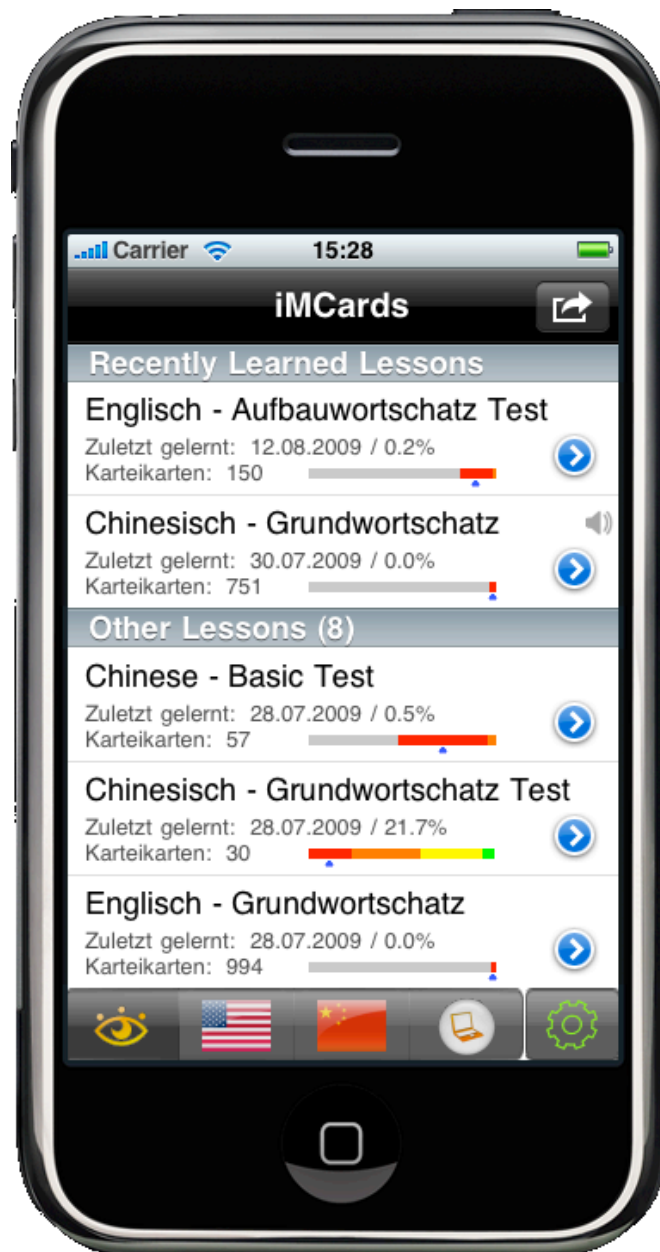 Carrier 15:28
iMCards
Recently Learned Lessons
Englisch - Aufbauwortschatz Test
Zuletzt gelernt: 12.08.2009 / 0.2%
Karteikarten: 150
Chinesisch - Grundwortschatz
Zuletzt gelernt: 30.07.2009 / 0.0%
Karteikarten: 751
Other Lessons (8)
Chinese - Basic Test
Zuletzt gelernt: 28.07.2009 / 0.5%
Karteikarten: 57
Chinesisch - Grundwortschatz Test
Zuletzt gelernt: 28.07.2009 / 21.7%
Karteikarten: 30
Englisch - Grundwortschatz
Zuletzt gelernt: 28.07.2009 / 0.0%
Karteikarten: 994